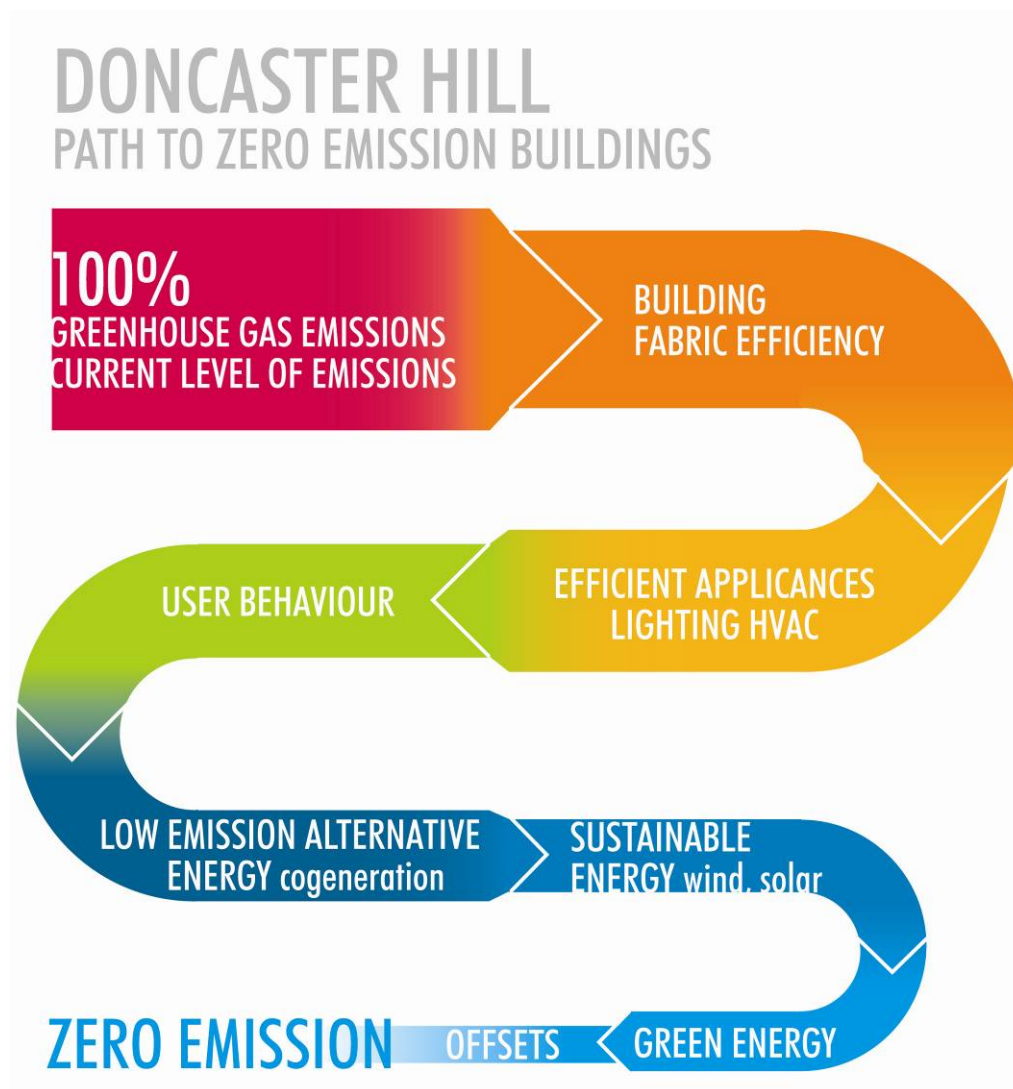 DONCASTER HILL
PATH TO ZERO EMISSION BUILDINGS
100%
GREENHOUSE GAS EMISSIONS
CURRENT LEVEL OF EMISSIONS
BUILDING
FABRIC EFFICIENCY
EFFICIENT APPLICANCES
LIGHTING HVAC
USER BEHAVIOUR
LOW EMISSION ALTERNATIVE
ENERGY cogeneration
SUSTAINABLE
ENERGY wind, solar
GREEN ENERGY
OFFSETS
ZERO EMISSION